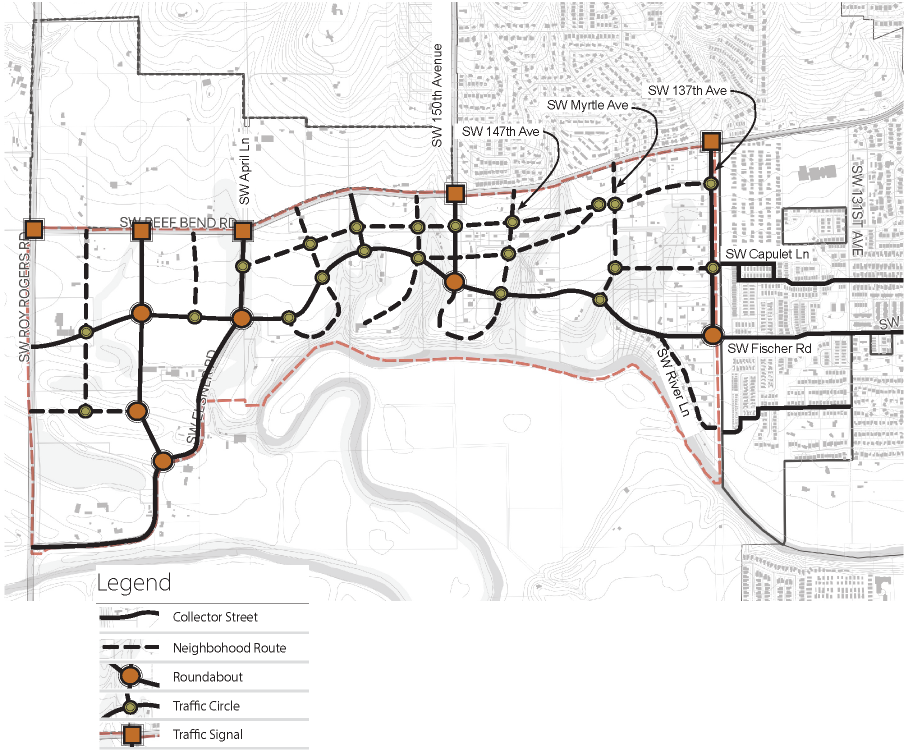 SW 150th Avenue
SW 137th Ave
SW Myrtle Ave
SW 147th Ave
SW April Ln
SW 131ST AVE
SW BEEF BEND RD
SW ROY ROGERS RD
SW Capulet Ln
SW
SW Fischer Rd
SW River Ln
SW ELSNER RD
Legend
Collector Street
Neighbohood Route
Roundabout
Traffic Circle
Traffic Signal